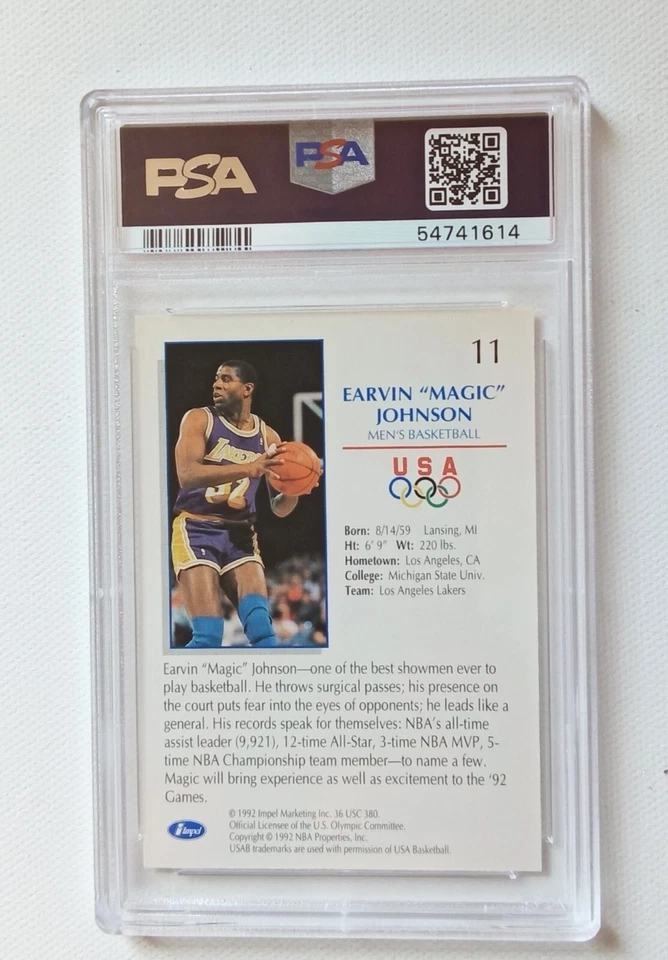 PSA
PSA
54741614
11
EARVIN “MAGIC”
JOHNSON
MEN'S BASKETBALL
USA
Born: 8/14/59 Lansing, MI
Ht: 6' 9" Wt: 220 lbs.
Hometown: Los Angeles, CA
College: Michigan State Univ.
Team: Los Angeles Lakers
LAKERS
32
Earvin “Magic” Johnson—one of the best showmen ever to
play basketball. He throws surgical passes; his presence on
the court puts fear into the eyes of opponents; he leads like a
general. His records speak for themselves: NBA's all-time
assist leader (9,921), 12-time All-Star, 3-time NBA MVP, 5-
time NBA Championship team member—to name a few.
Magic will bring experience as well as excitement to the '92
Games.
impel
© 1992 Impel Marketing Inc. 36 USC 380.
Official Licensee of the U.S. Olympic Committee.
Copyright © 1992 NBA Properties, Inc.
USAB trademarks are used with permission of USA Basketball.